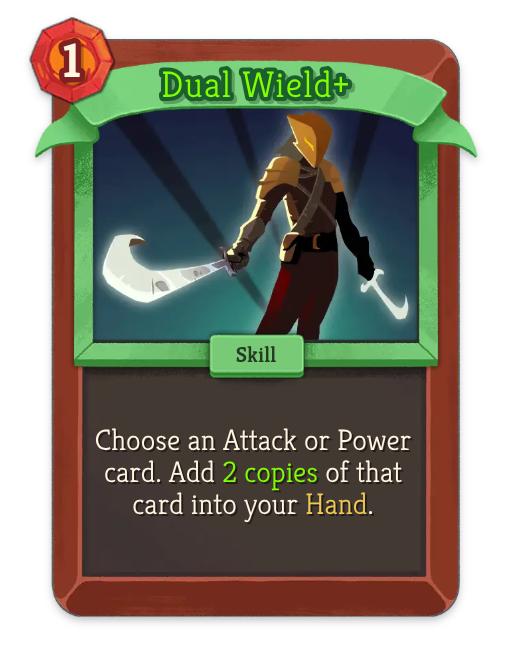 1
Dual Wield+
Skill
Choose an Attack or Power
card. Add 2 copies of that
card into your Hand.